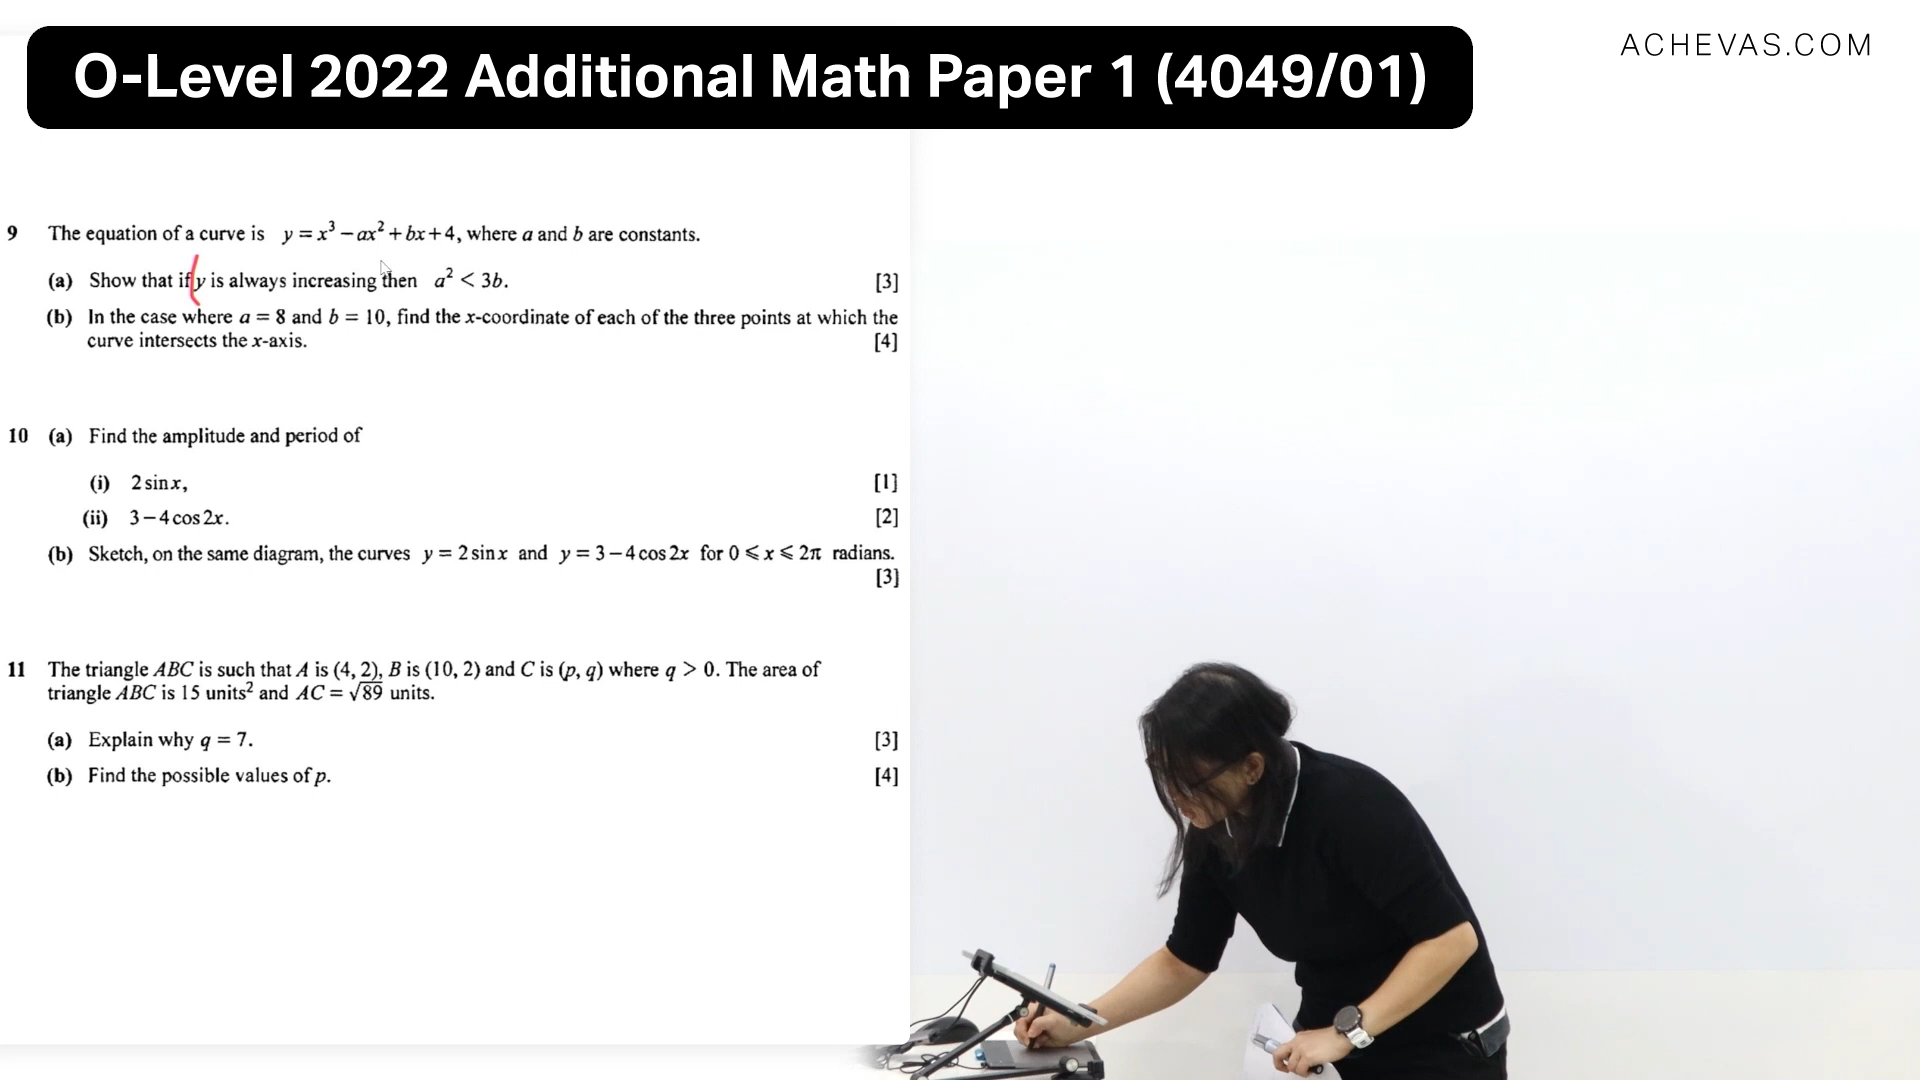 O-Level 2022 Additional Math Paper 1 (4049/01)
ACHEVAS.COM
9 The equation of a curve is y = x³ − ax² + bx + 4, where a and b are constants.
(a) Show that if y is always increasing then a² < 3b. [3]
(b) In the case where a = 8 and b = 10, find the x-coordinate of each of the three points at which the
curve intersects the x-axis. [4]
10 (a) Find the amplitude and period of
(i) 2 sin x, [1]
(ii) 3 − 4 cos 2x. [2]
(b) Sketch, on the same diagram, the curves y = 2 sin x and y = 3 − 4 cos 2x for 0 ⩽ x ⩽ 2π radians.
[3]
11 The triangle ABC is such that A is (4, 2), B is (10, 2) and C is (p, q) where q > 0. The area of
triangle ABC is 15 units² and AC = √89 units.
(a) Explain why q = 7. [3]
(b) Find the possible values of p. [4]